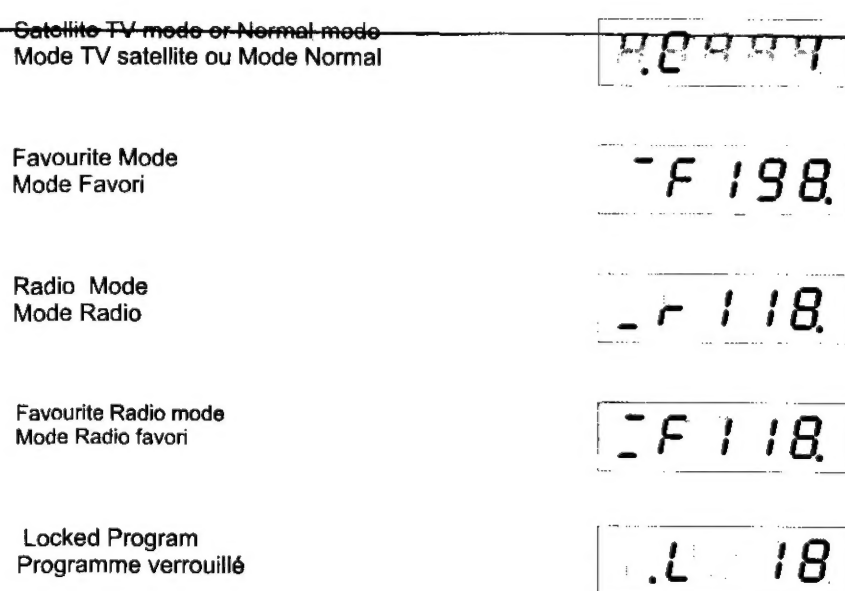 Satellite TV mode or Normal mode
Mode TV satellite ou Mode Normal
Favourite Mode
Mode Favori
¯F 198.
Radio Mode
Mode Radio
_ r 118.
Favourite Radio mode
Mode Radio favori
F 118.
Locked Program
Programme verrouillé
.L 18